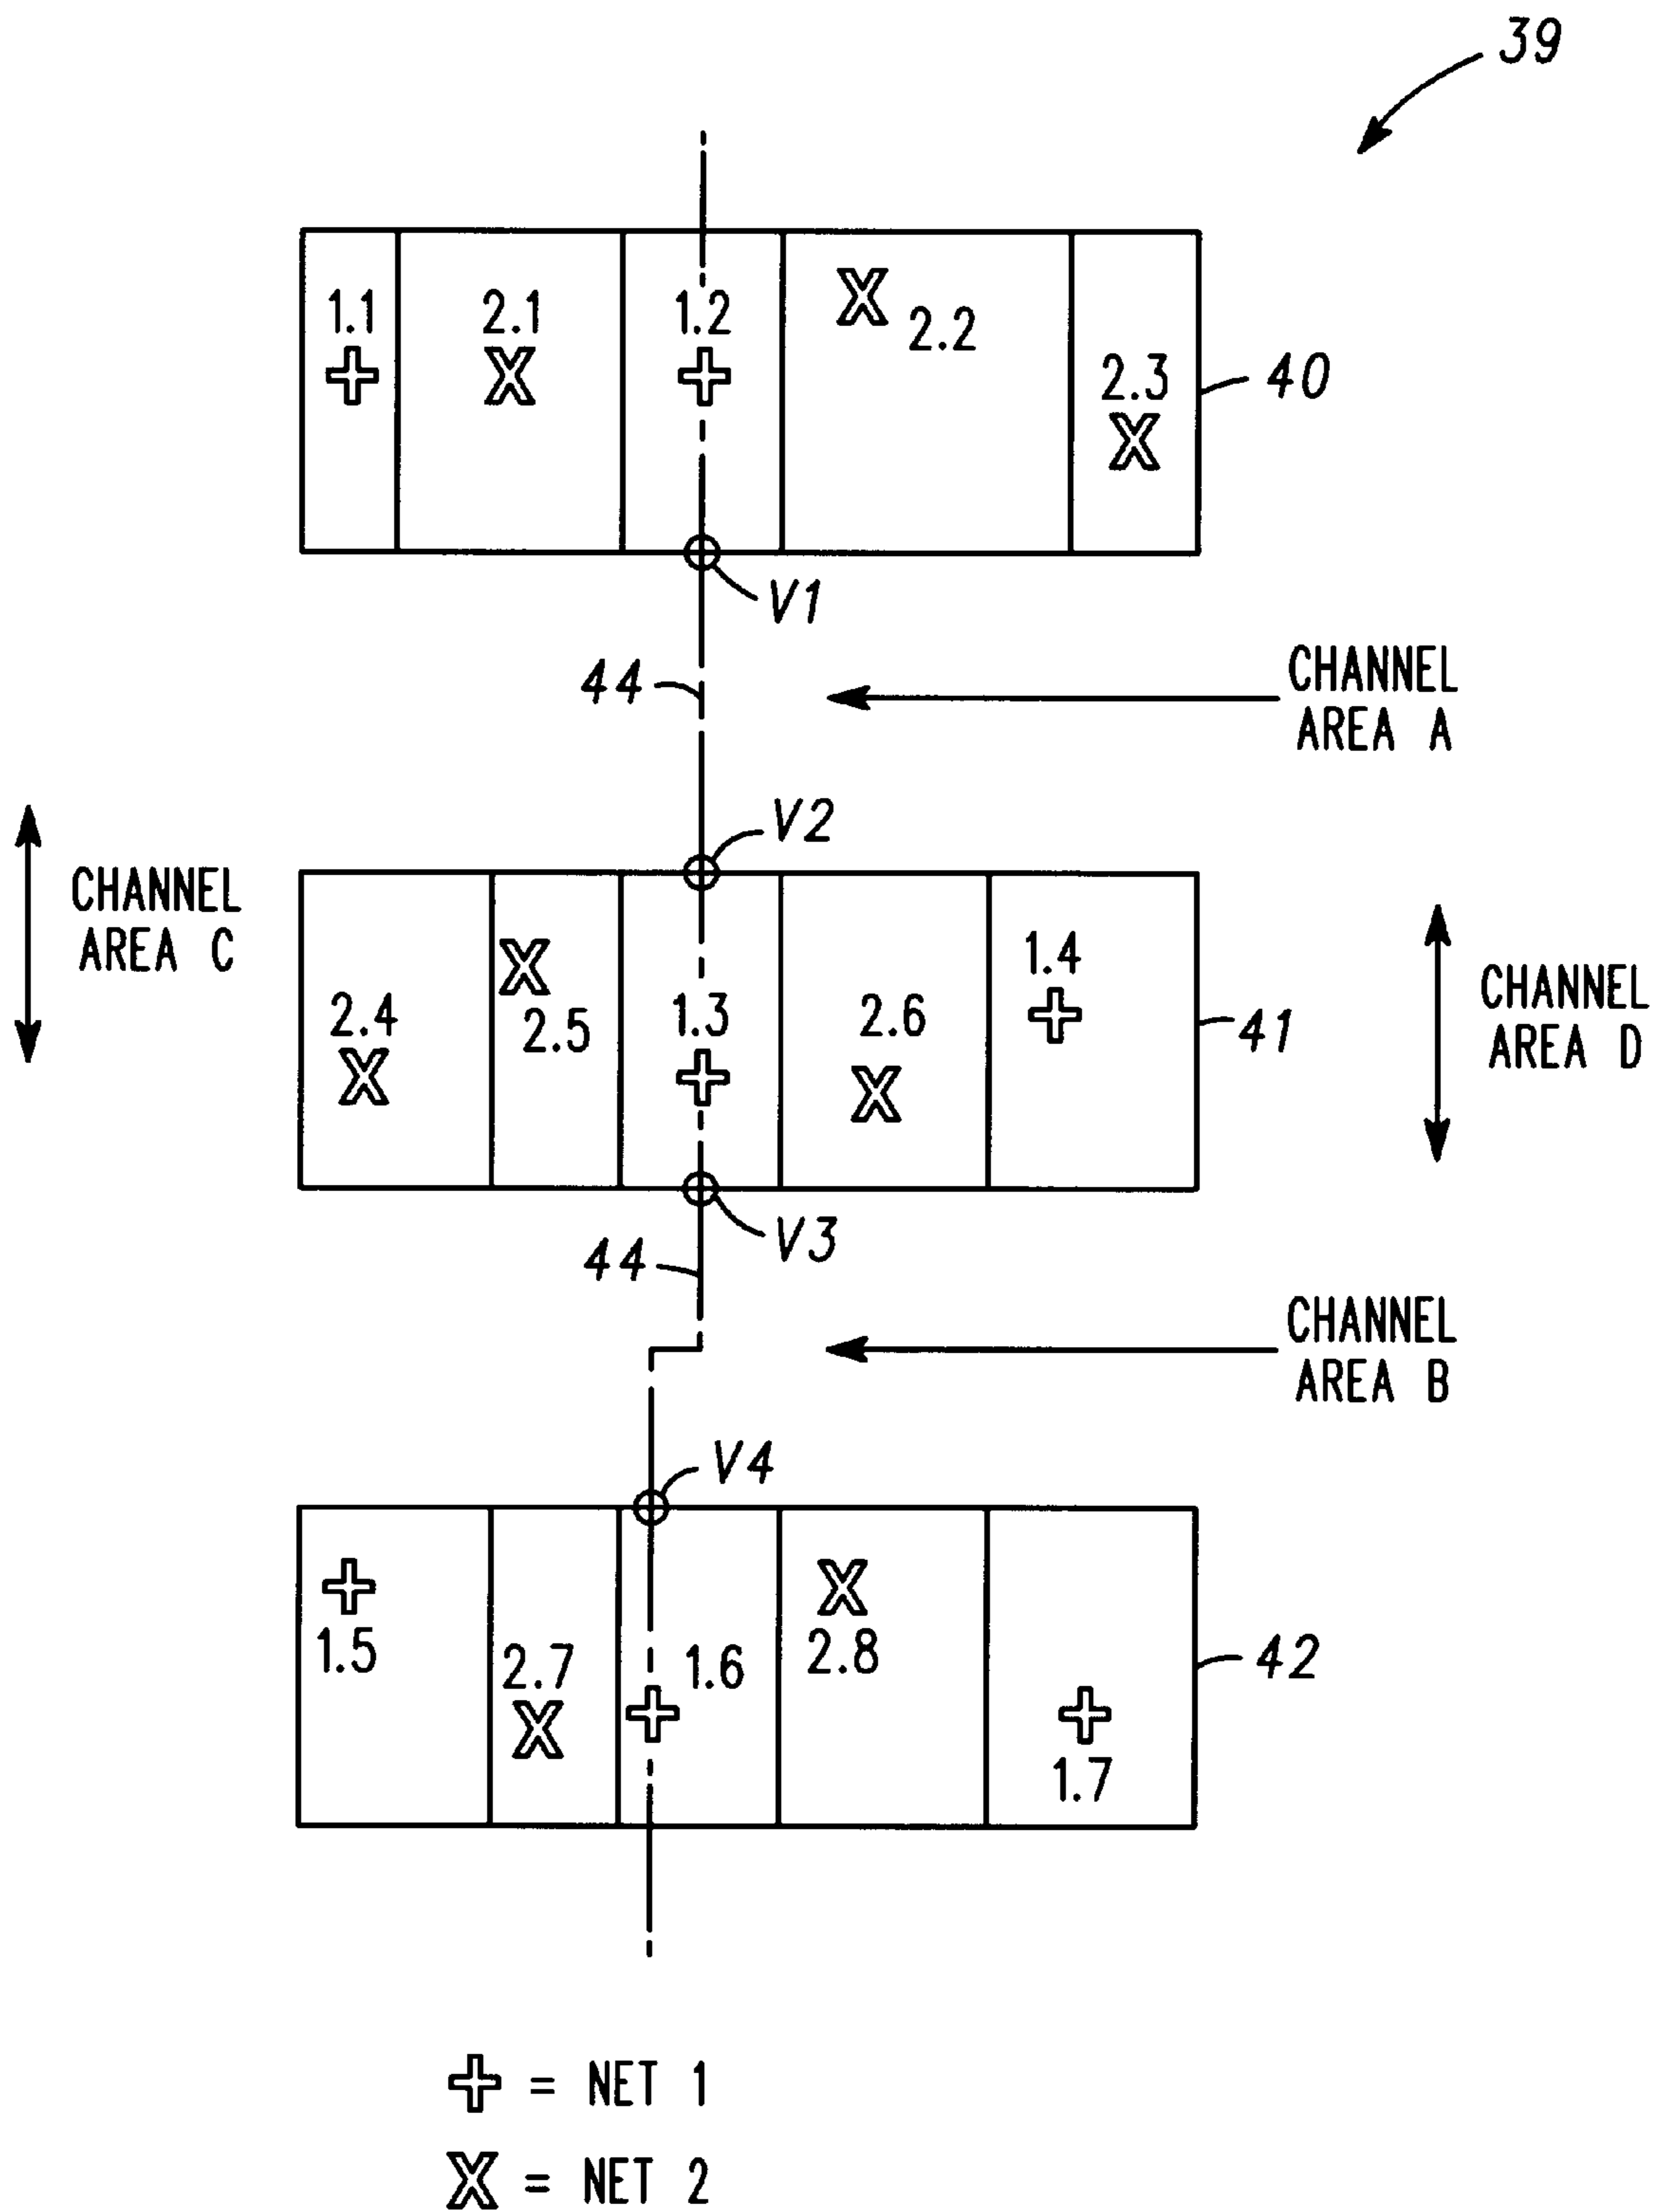 39
1.1 2.1 1.2 2.2 2.3
40
V1
44
CHANNEL
AREA A
V2
CHANNEL
AREA C
2.4 2.5 1.3 2.6 1.4
41
CHANNEL
AREA D
V3
44
CHANNEL
AREA B
V4
1.5 2.7 1.6 2.8 1.7
42
+ = NET 1
X = NET 2